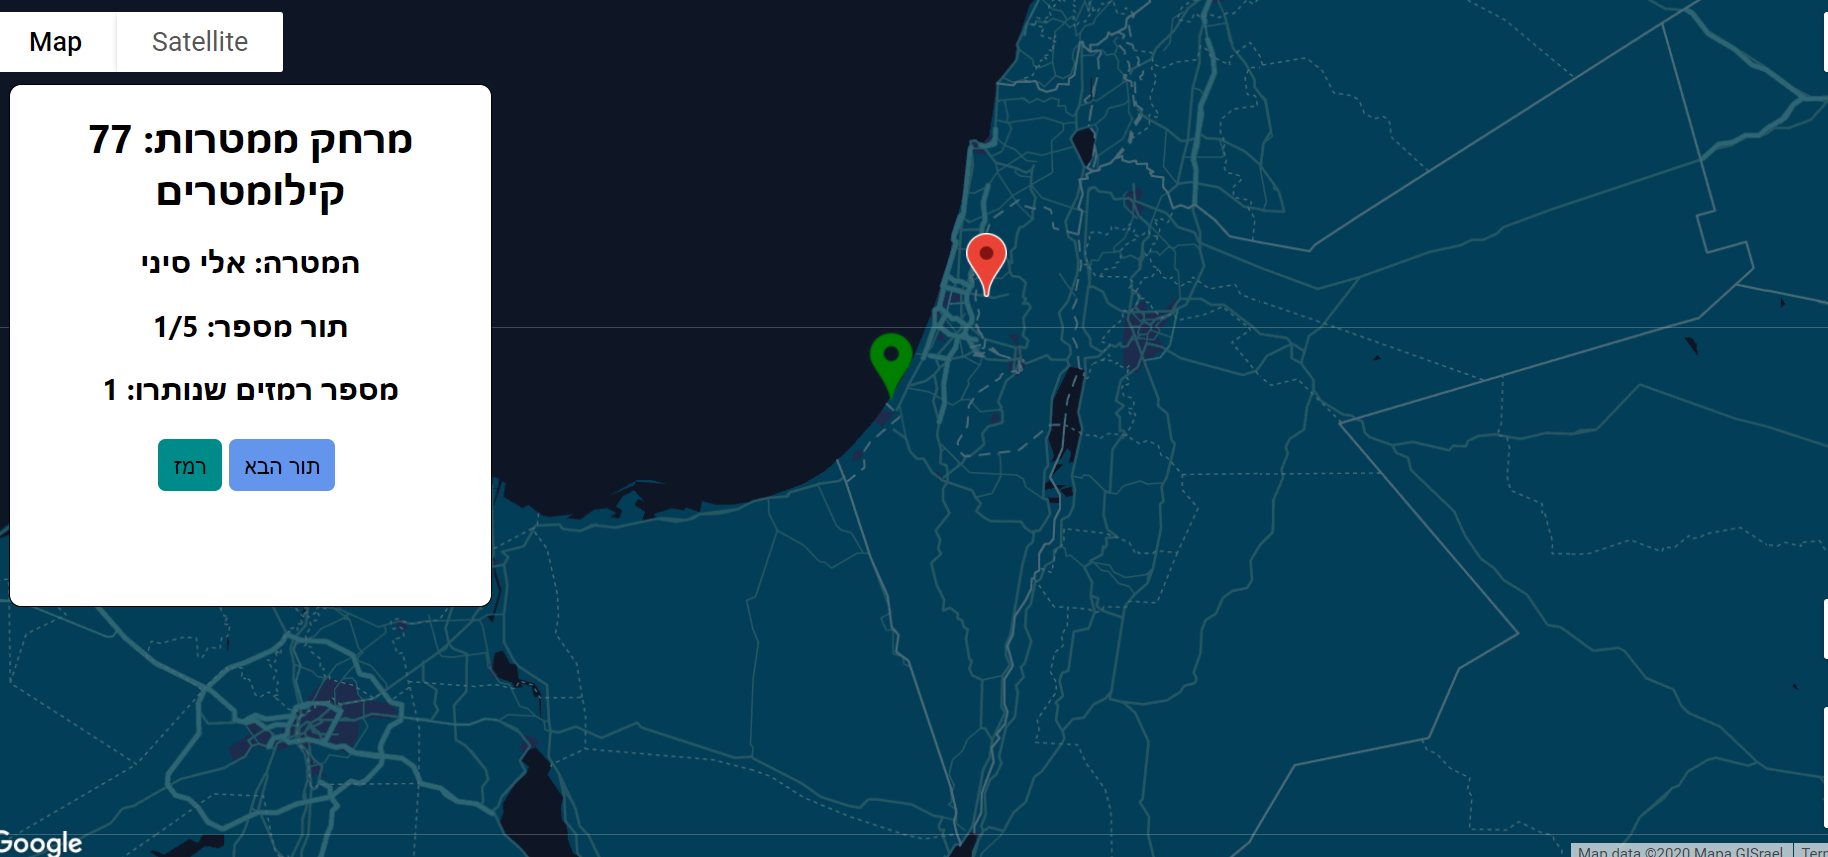 Map Satellite
מרחק ממטרות: 77
קילומטרים
המטרה: אלי סיני
תור מספר: 1/5
מספר רמזים שנותרו: 1
תור הבא רמז
Google
Map data ©2020 Mapa GISrael